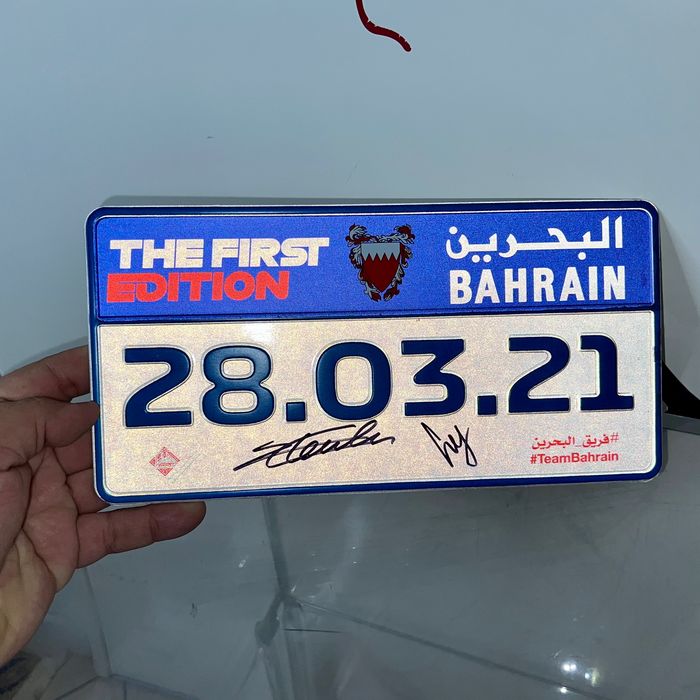 THE FIRST
EDITION
البحرين
BAHRAIN
28.03.21
#فريق_البحرين
#TeamBahrain